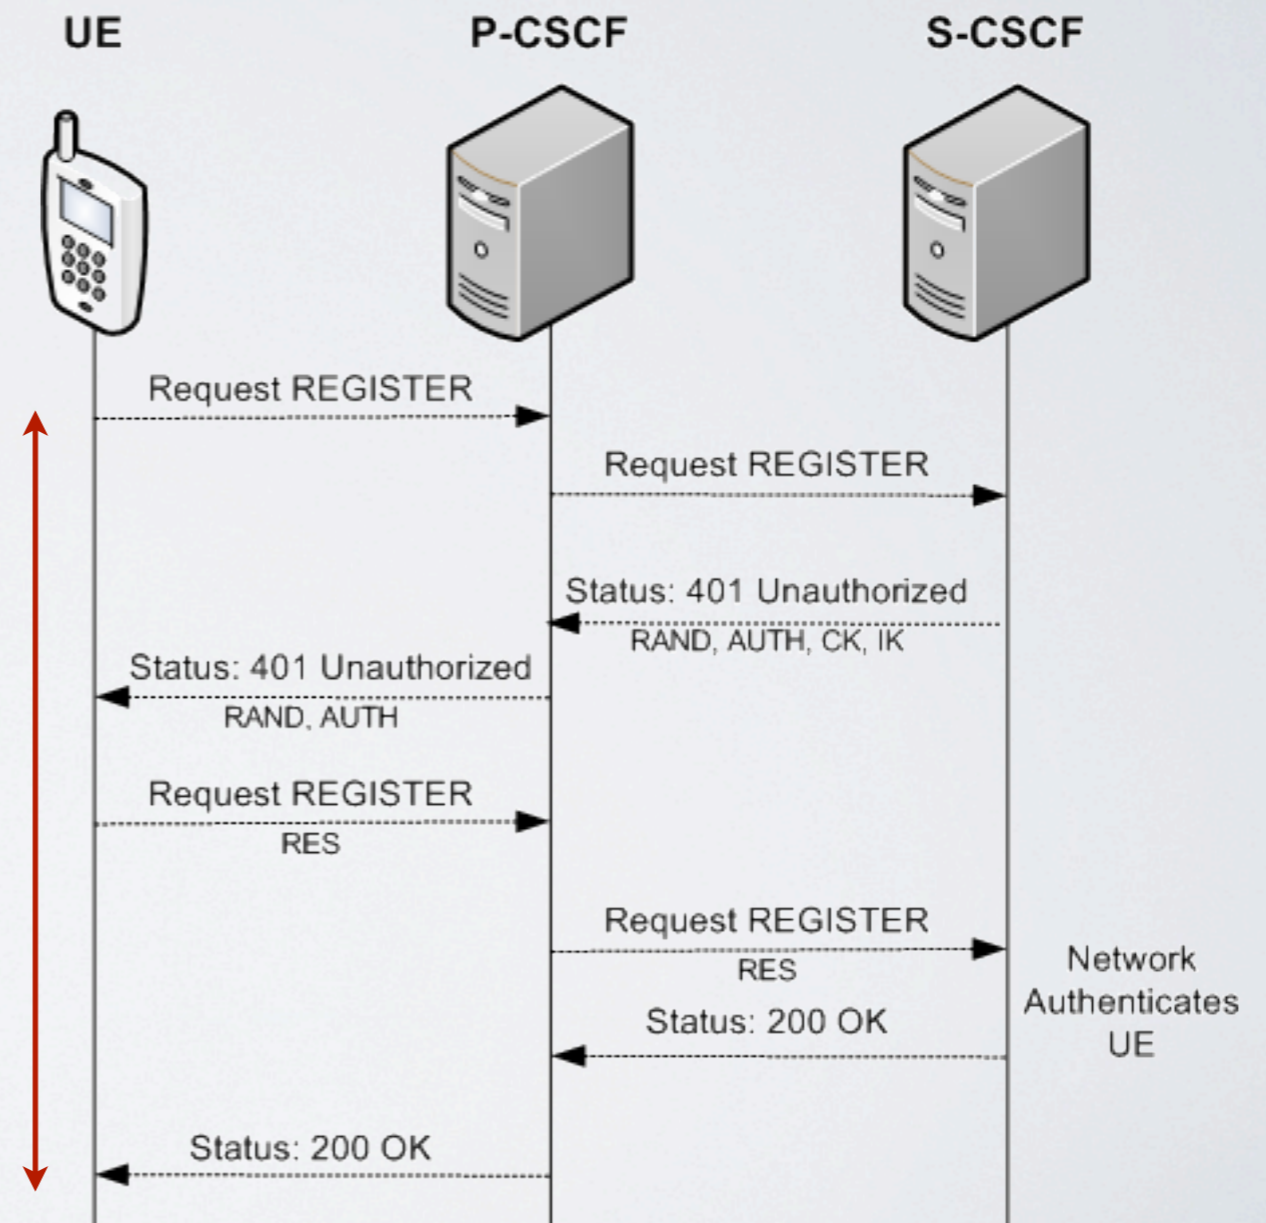 UE
P-CSCF
S-CSCF
Request REGISTER
Request REGISTER
Status: 401 Unauthorized
RAND, AUTH, CK, IK
Status: 401 Unauthorized
RAND, AUTH
Request REGISTER
RES
Request REGISTER
RES
Network
Authenticates
UE
Status: 200 OK
Status: 200 OK